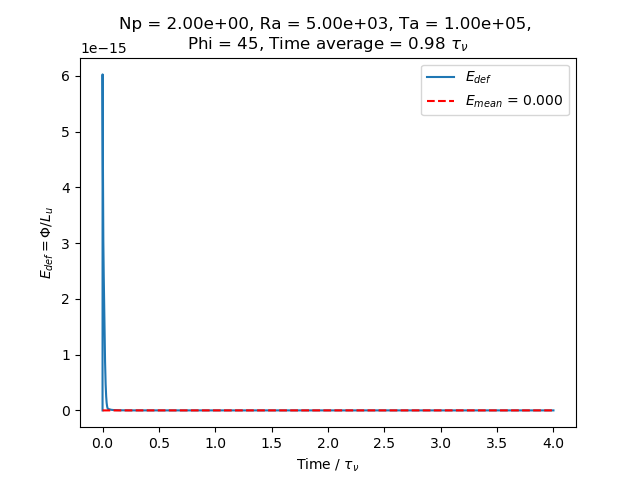 Np = 2.00e+00, Ra = 5.00e+03, Ta = 1.00e+05,
Phi = 45, Time average = 0.98 τ_ν
1e−15
E_def
E_mean = 0.000
6
5
4
3
2
1
0
E_def = Φ/L_u
0.0 0.5 1.0 1.5 2.0 2.5 3.0 3.5 4.0
Time / τ_ν